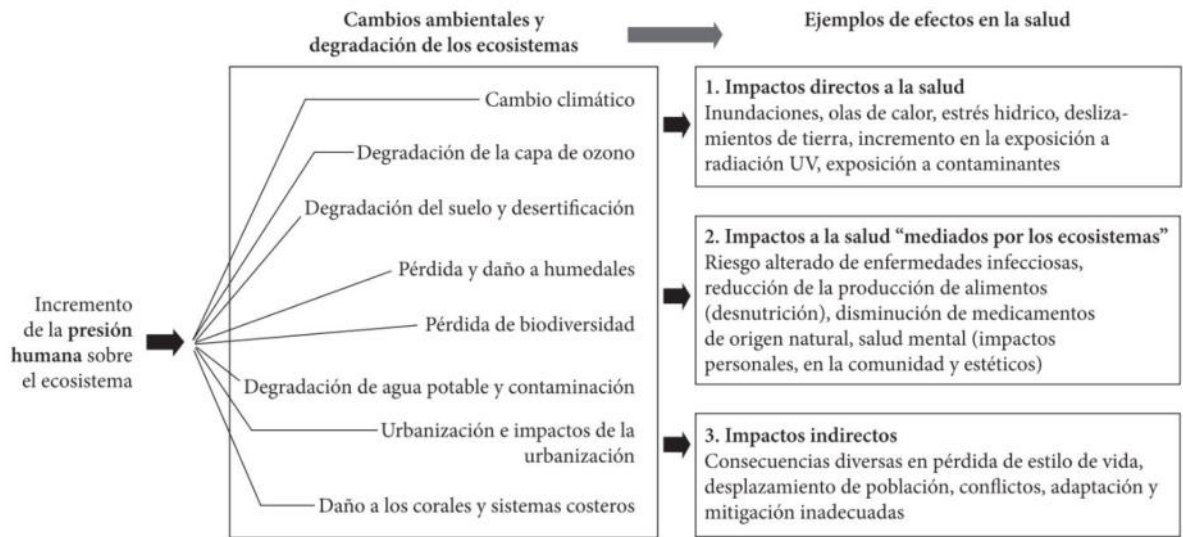 Cambios ambientales y
degradación de los ecosistemas
Ejemplos de efectos en la salud
Incremento
de la presión
humana sobre
el ecosistema
Cambio climático
Degradación de la capa de ozono
Degradación del suelo y desertificación
Pérdida y daño a humedales
Pérdida de biodiversidad
Degradación de agua potable y contaminación
Urbanización e impactos de la
urbanización
Daño a los corales y sistemas costeros
1. Impactos directos a la salud
Inundaciones, olas de calor, estrés hidrico, desliza-
mientos de tierra, incremento en la exposición a
radiación UV, exposición a contaminantes
2. Impactos a la salud “mediados por los ecosistemas”
Riesgo alterado de enfermedades infecciosas,
reducción de la producción de alimentos
(desnutrición), disminución de medicamentos
de origen natural, salud mental (impactos
personales, en la comunidad y estéticos)
3. Impactos indirectos
Consecuencias diversas en pérdida de estilo de vida,
desplazamiento de población, conflictos, adaptación y
mitigación inadecuadas